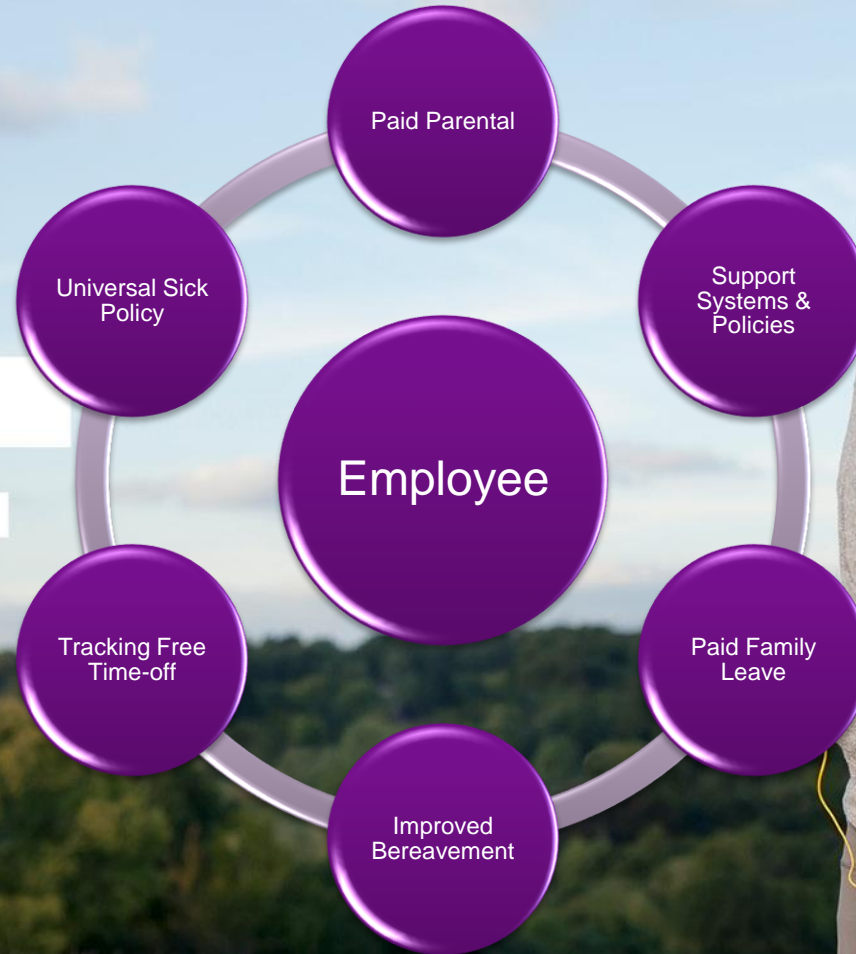 Paid Parental
Support
Systems &
Policies
Paid Family
Leave
Improved
Bereavement
Tracking Free
Time-off
Universal Sick
Policy
Employee